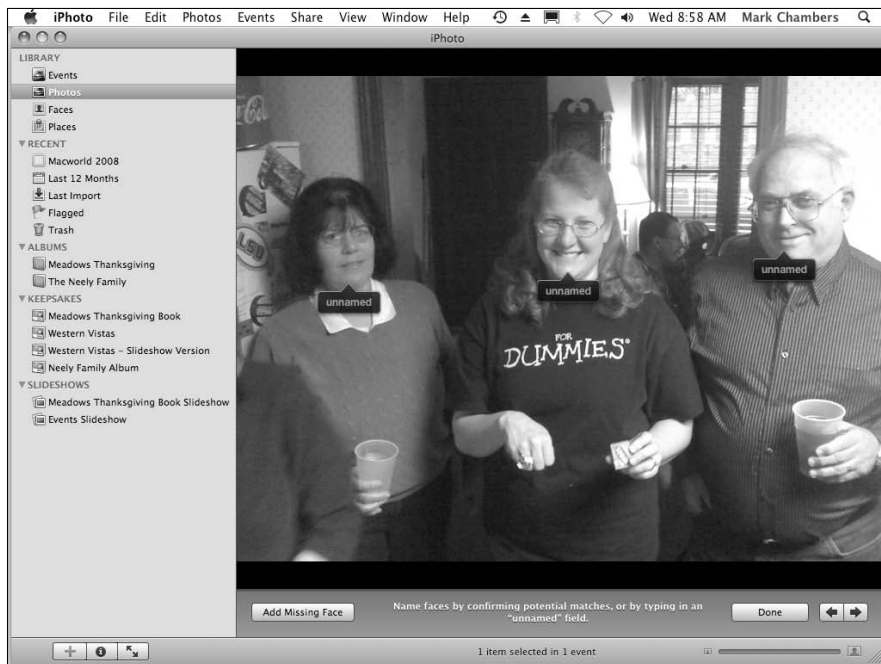 iPhoto File Edit Photos Events Share View Window Help Wed 8:58 AM Mark Chambers
iPhoto
LIBRARY
Events
Photos
Faces
Places
RECENT
Macworld 2008
Last 12 Months
Last Import
Flagged
Trash
ALBUMS
Meadows Thanksgiving
The Neely Family
KEEPSAKES
Meadows Thanksgiving Book
Western Vistas
Western Vistas – Slideshow Version
Neely Family Album
SLIDESHOWS
Meadows Thanksgiving Book Slideshow
Events Slideshow
LSU
unnamed
unnamed
unnamed
FOR
DUMMIES®
Add Missing Face
Name faces by confirming potential matches, or by typing in an
"unnamed" field.
Done
1 item selected in 1 event